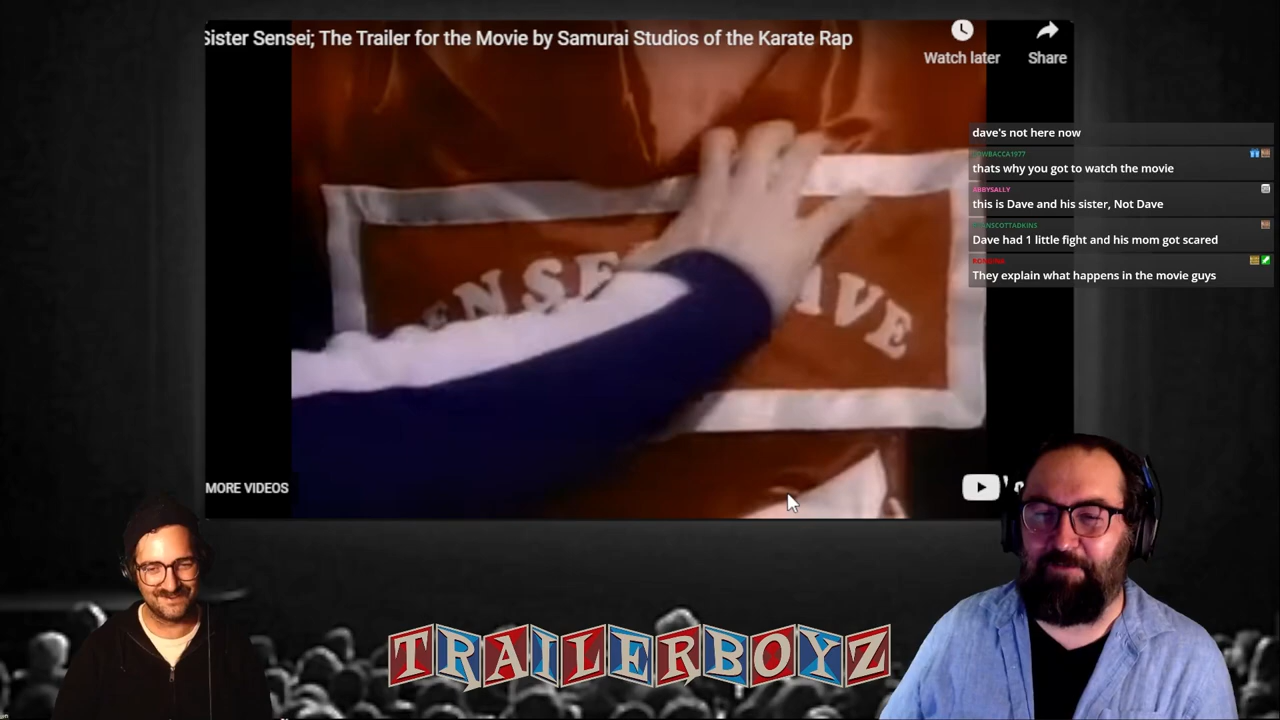 Sister Sensei; The Trailer for the Movie by Samurai Studios of the Karate Rap
Watch later
Share
dave's not here now
thats why you got to watch the movie
ABBYSALLY
this is Dave and his sister, Not Dave
Dave had 1 little fight and his mom got scared
They explain what happens in the movie guys
MORE VIDEOS
TRAILERBOYZ